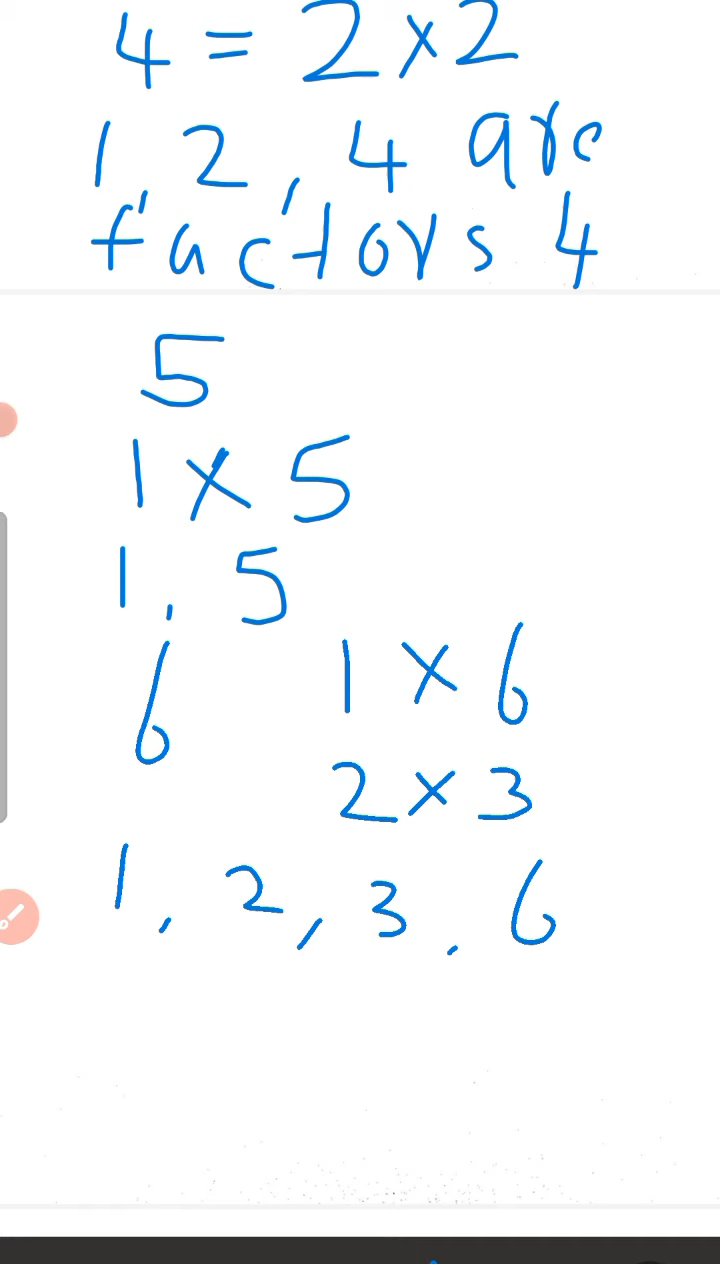 4 = 2 × 2
1 2, 4 are
factors 4
5
1 × 5
1, 5
6 1 × 6
2 × 3
1, 2, 3, 6